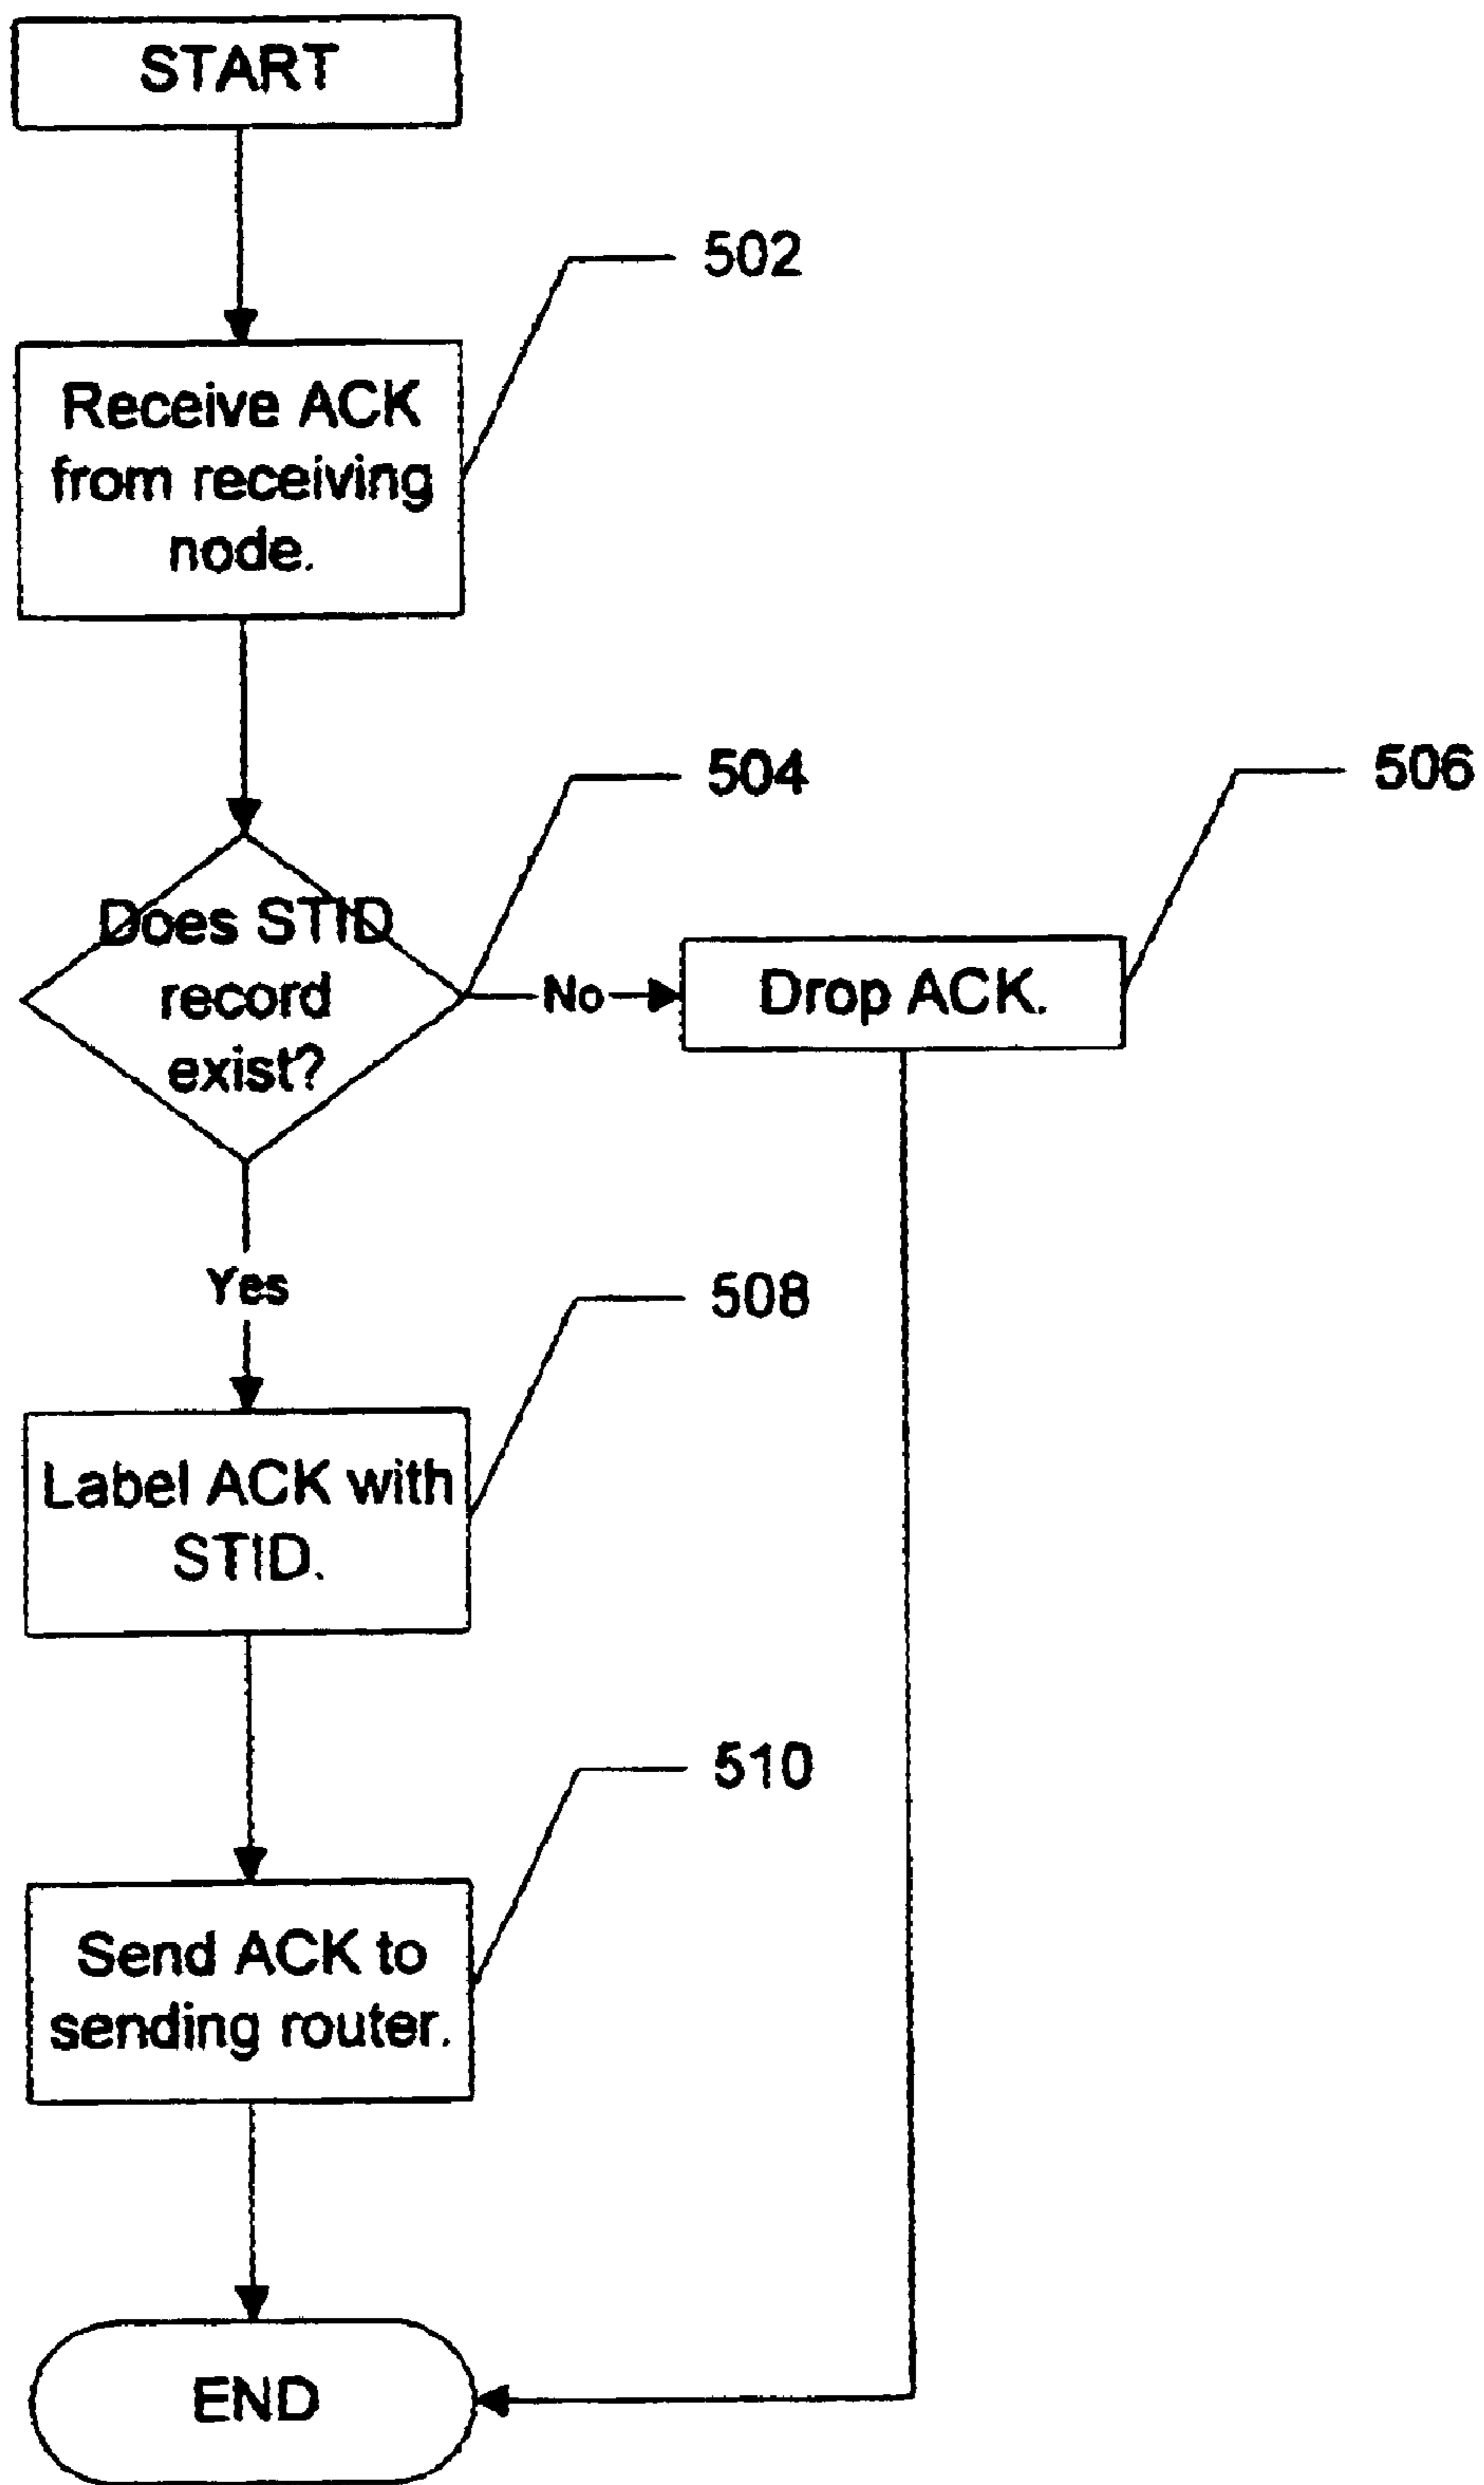 START
502
Receive ACK
from receiving
node.
504
506
Does STID
record
exist?
No
Drop ACK.
Yes
508
Label ACK with
STID.
510
Send ACK to
sending router.
END